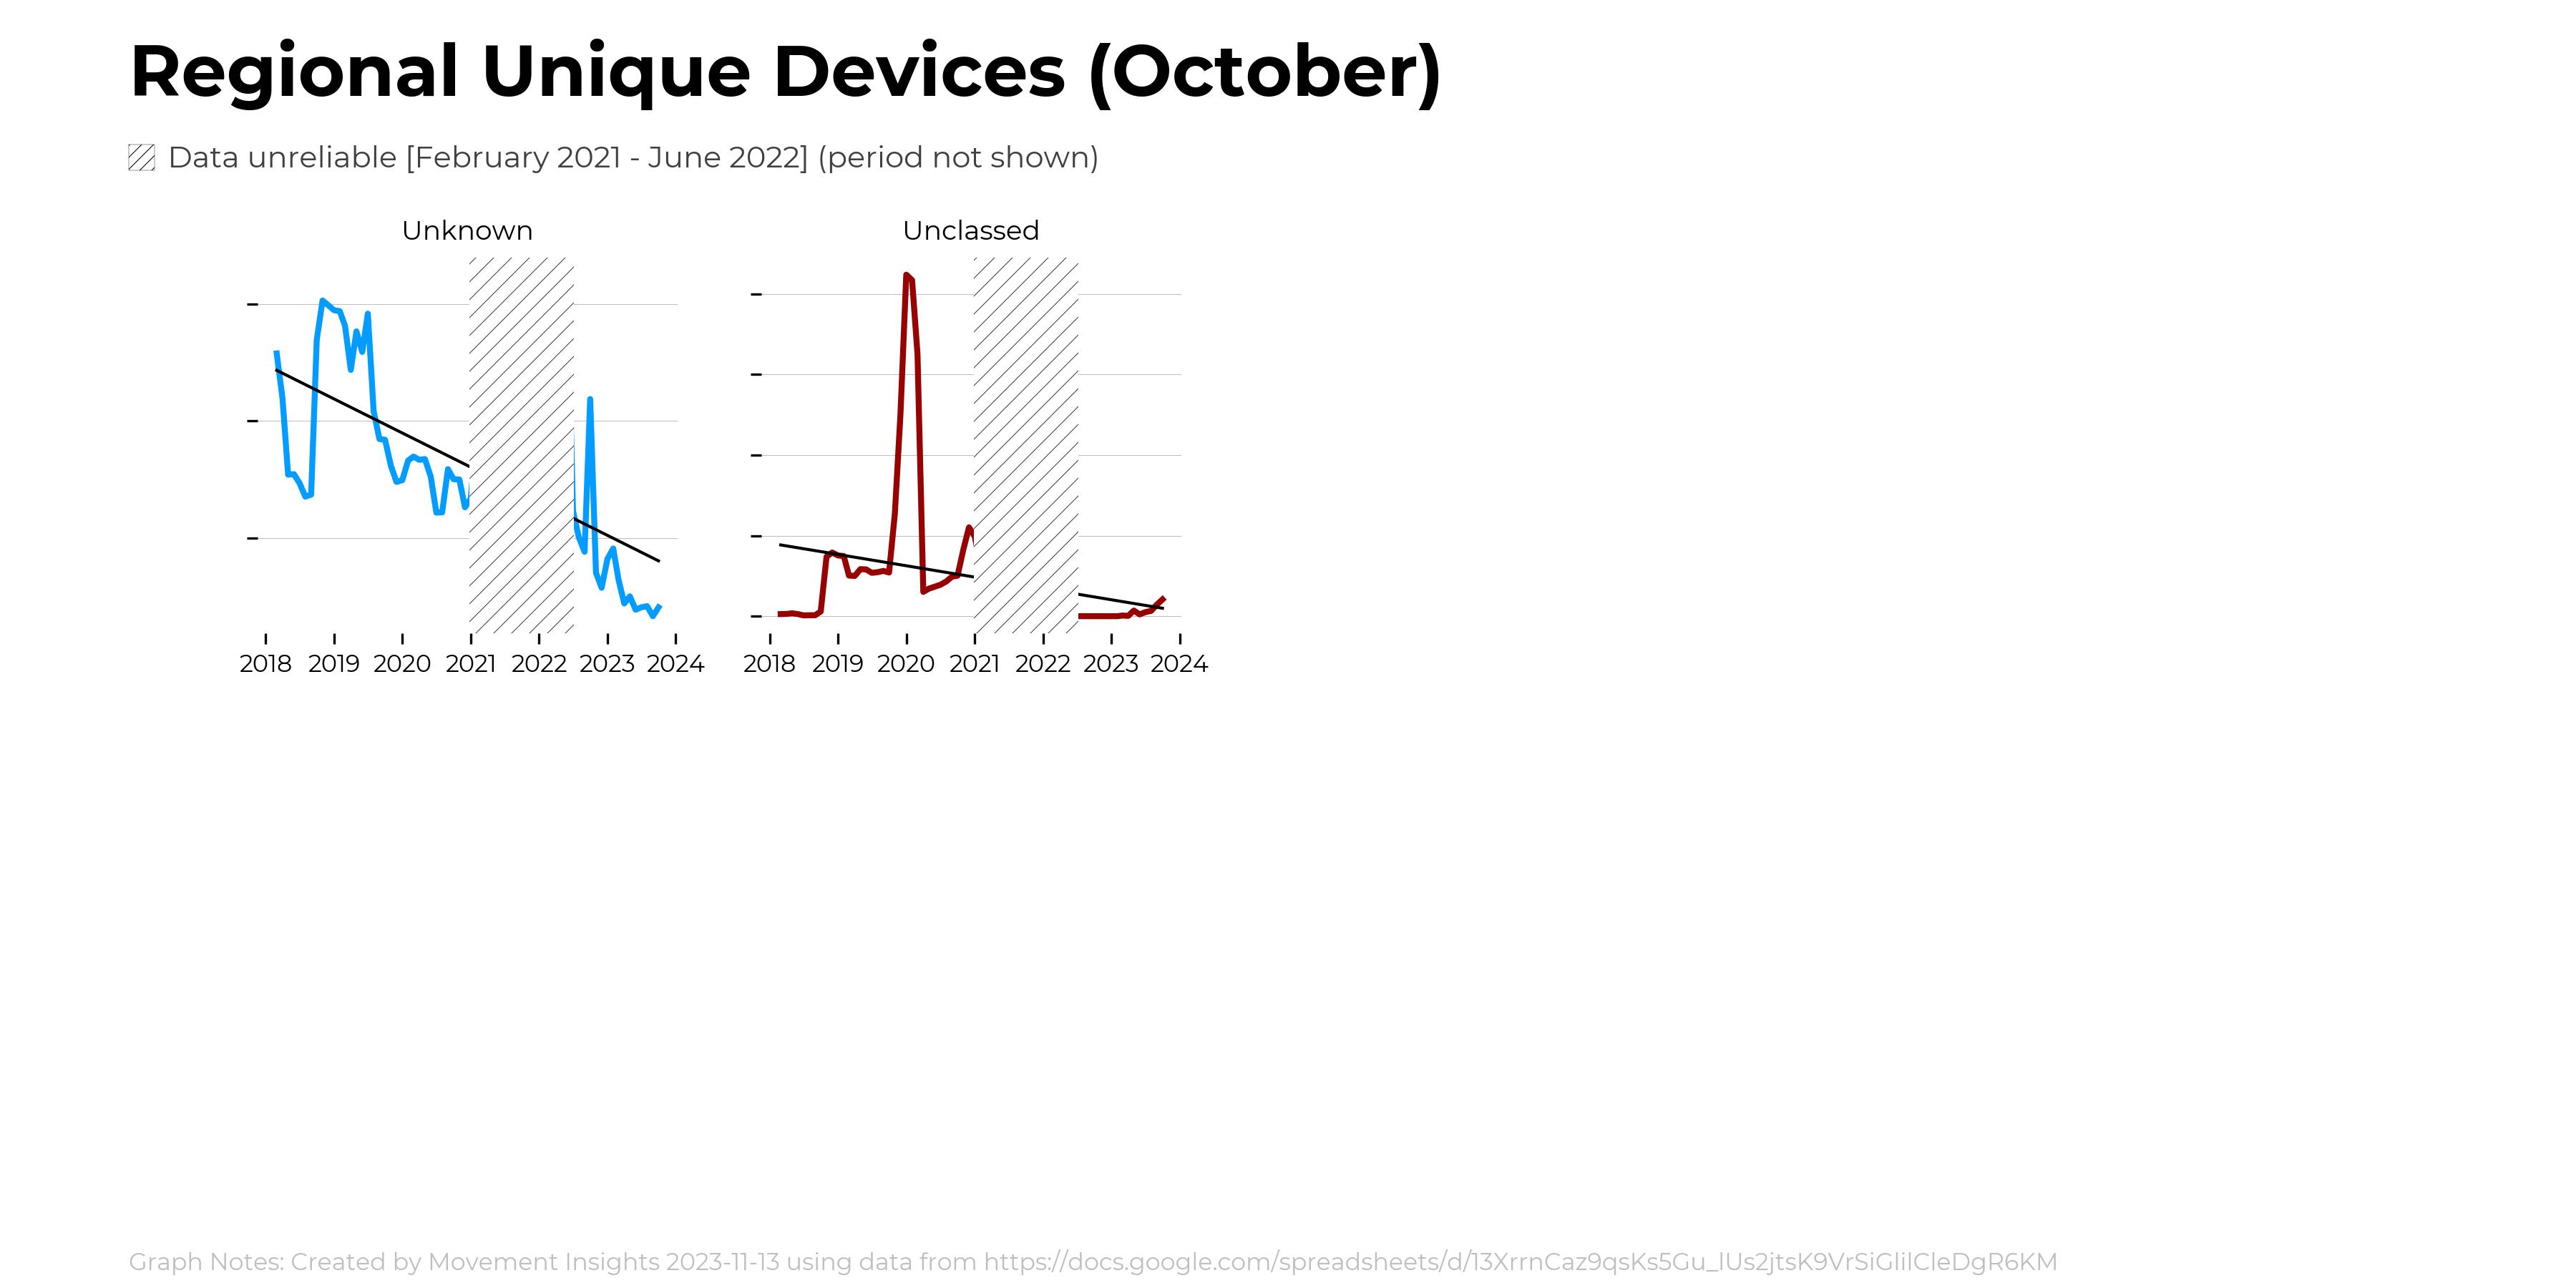 Regional Unique Devices (October)
Data unreliable [February 2021 - June 2022] (period not shown)
Unknown
Unclassed
2018 2019 2020 2021 2022 2023 2024
2018 2019 2020 2021 2022 2023 2024
Graph Notes: Created by Movement Insights 2023-11-13 using data from https://docs.google.com/spreadsheets/d/13XrrnCaz9qsKs5Gu_lUs2jtsK9VrSiGlilCleDgR6KM